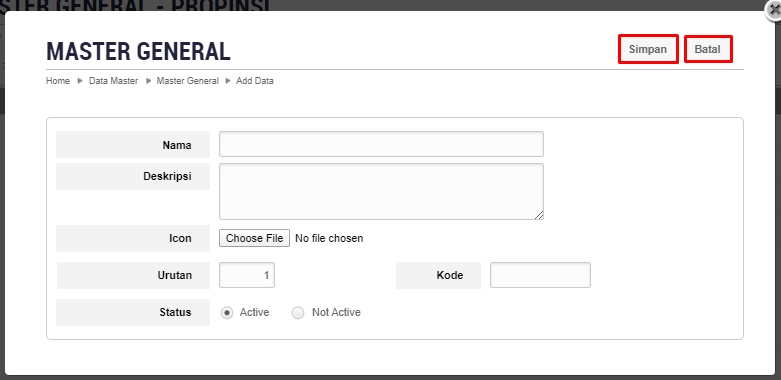 STER GENERAL - PROPINSI
MASTER GENERAL
Simpan Batal
Home Data Master Master General Add Data
Nama
Deskripsi
Icon Choose File No file chosen
Urutan 1 Kode
Status Active Not Active